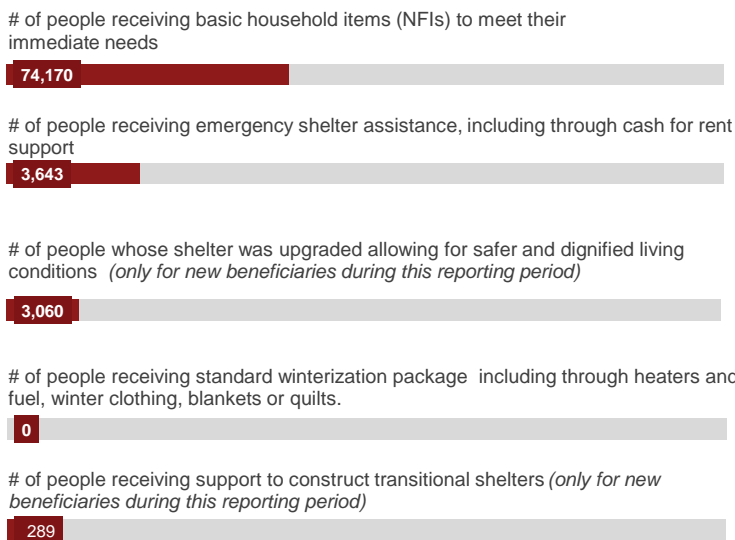 # of people receiving basic household items (NFIs) to meet their
immediate needs
74,170
# of people receiving emergency shelter assistance, including through cash for rent
support
3,643
# of people whose shelter was upgraded allowing for safer and dignified living
conditions (only for new beneficiaries during this reporting period)
3,060
# of people receiving standard winterization package including through heaters and
fuel, winter clothing, blankets or quilts.
0
# of people receiving support to construct transitional shelters (only for new
beneficiaries during this reporting period)
289